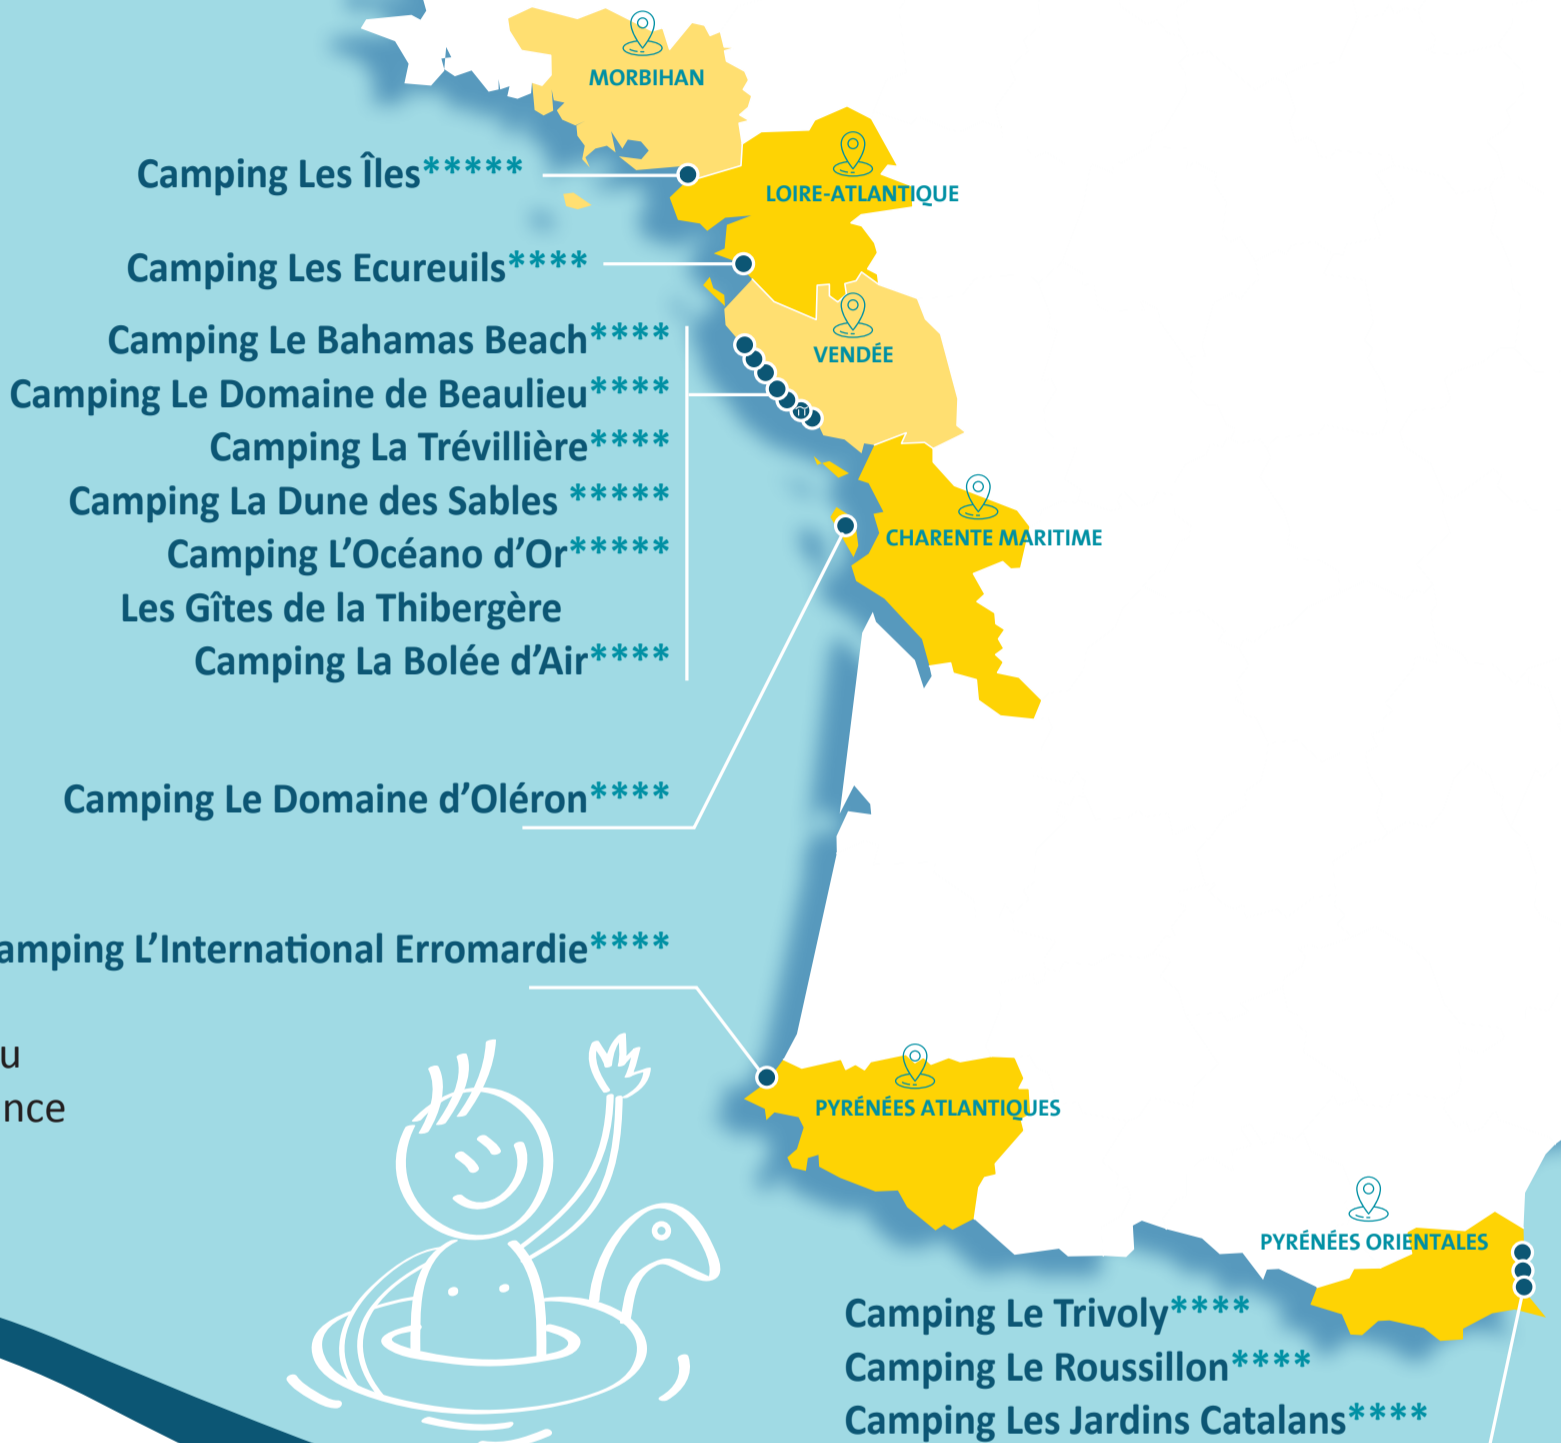 MORBIHAN
Camping Les Îles*****
LOIRE-ATLANTIQUE
Camping Les Ecureuils****
Camping Le Bahamas Beach****
VENDÉE
Camping Le Domaine de Beaulieu****
Camping La Trévillière****
Camping La Dune des Sables *****
CHARENTE MARITIME
Camping L'Océano d'Or*****
Les Gîtes de la Thibergère
Camping La Bolée d'Air****
Camping Le Domaine d'Oléron****
amping L'International Erromardie****
u
nce
PYRÉNÉES ATLANTIQUES
PYRÉNÉES ORIENTALES
Camping Le Trivoly****
Camping Le Roussillon****
Camping Les Jardins Catalans****